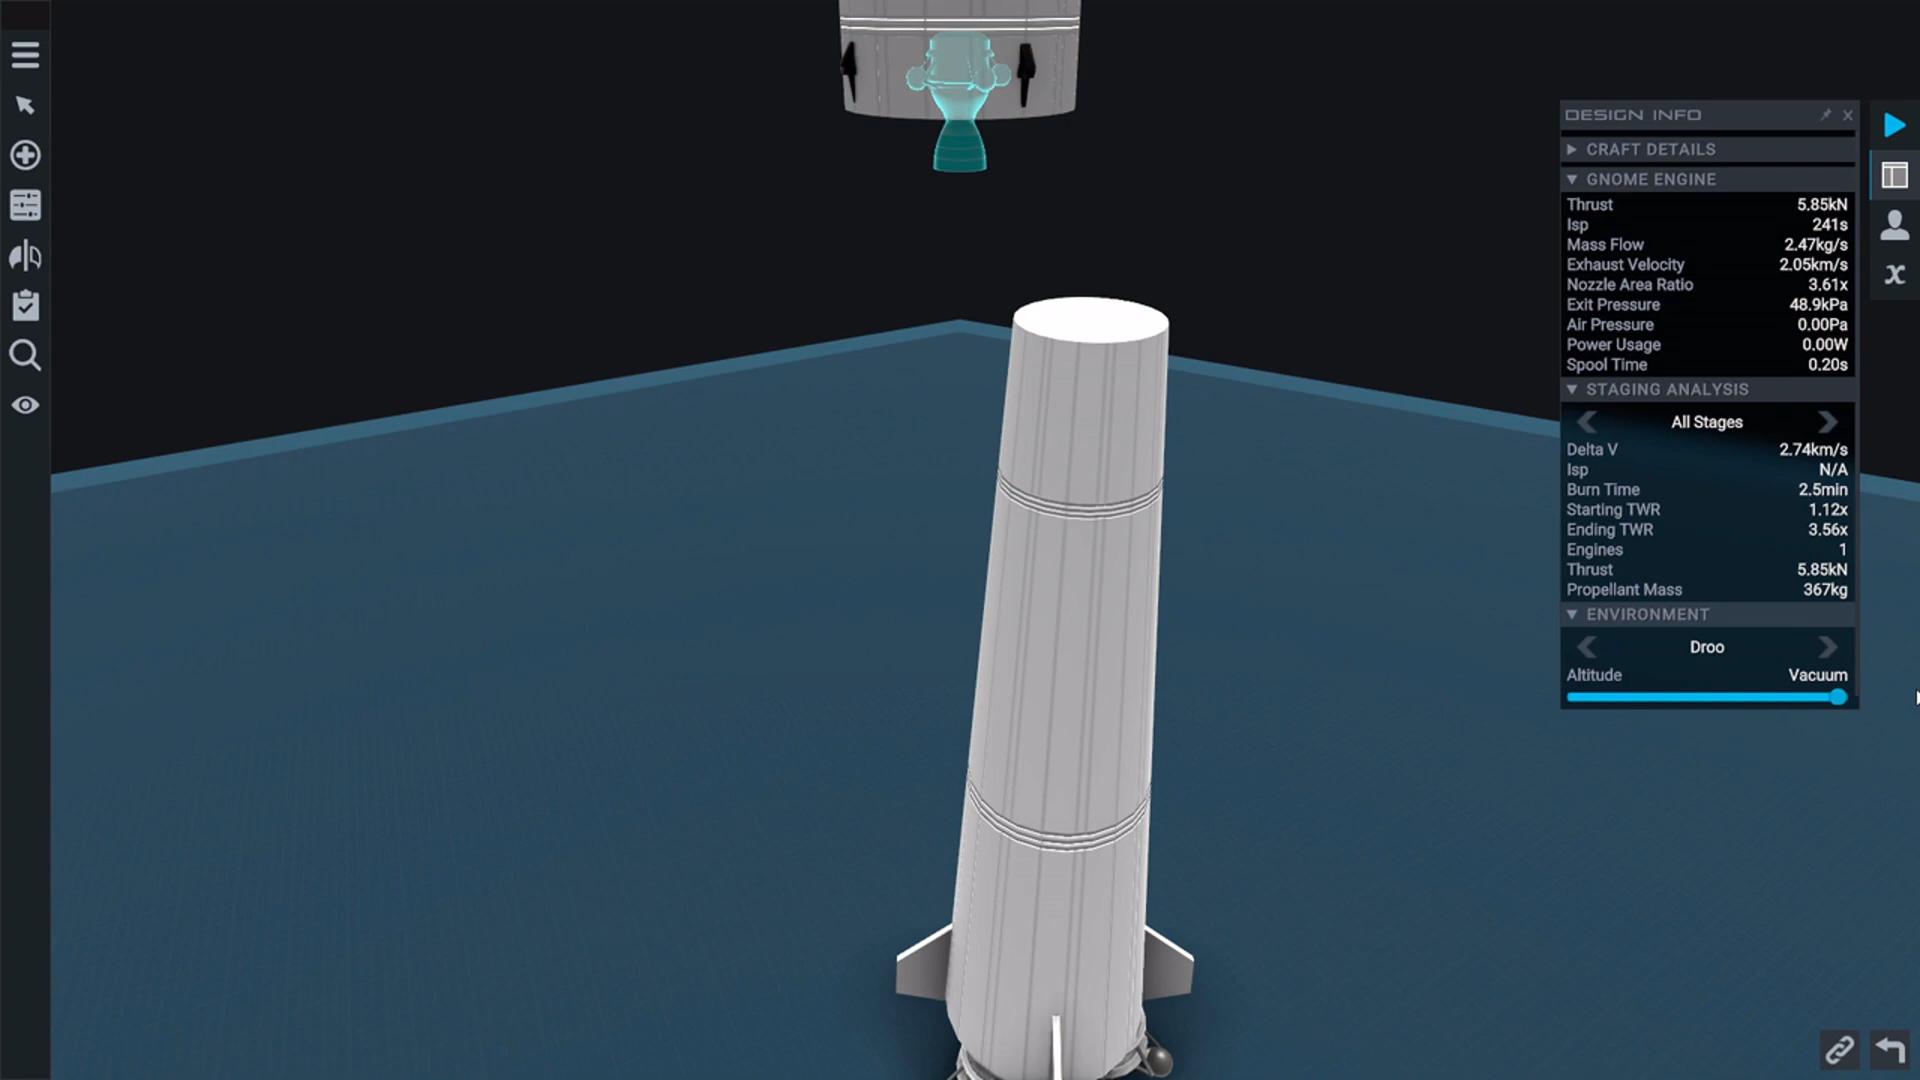 DESIGN INFO
CRAFT DETAILS
GNOME ENGINE
Thrust 5.85kN
Isp 241s
Mass Flow 2.47kg/s
Exhaust Velocity 2.05km/s
Nozzle Area Ratio 3.61x
Exit Pressure 48.9kPa
Air Pressure 0.00Pa
Power Usage 0.00W
Spool Time 0.20s
STAGING ANALYSIS
All Stages
Delta V 2.74km/s
Isp N/A
Burn Time 2.5min
Starting TWR 1.12x
Ending TWR 3.56x
Engines 1
Thrust 5.85kN
Propellant Mass 367kg
ENVIRONMENT
Droo
Altitude Vacuum